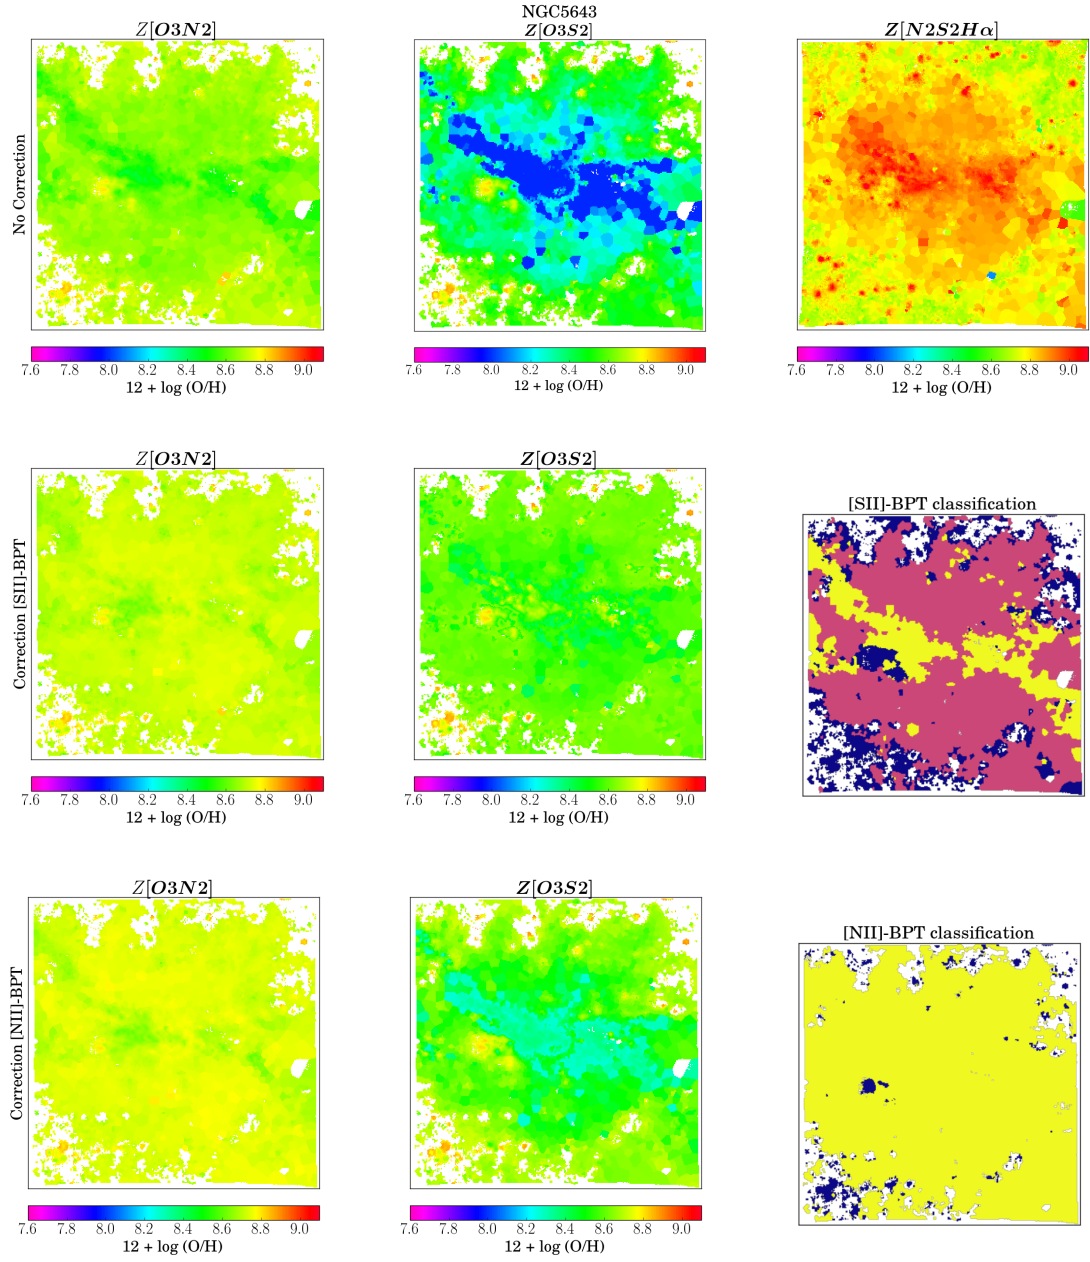 NGC5643
Z[O3N2]
Z[O3S2]
Z[N2S2Hα]
No Correction
7.6 7.8 8.0 8.2 8.4 8.6 8.8 9.0
12 + log (O/H)
7.6 7.8 8.0 8.2 8.4 8.6 8.8 9.0
12 + log (O/H)
7.6 7.8 8.0 8.2 8.4 8.6 8.8 9.0
12 + log (O/H)
Z[O3N2]
Z[O3S2]
[SII]-BPT classification
Correction [SII]-BPT
7.6 7.8 8.0 8.2 8.4 8.6 8.8 9.0
12 + log (O/H)
7.6 7.8 8.0 8.2 8.4 8.6 8.8 9.0
12 + log (O/H)
Z[O3N2]
Z[O3S2]
[NII]-BPT classification
Correction [NII]-BPT
7.6 7.8 8.0 8.2 8.4 8.6 8.8 9.0
12 + log (O/H)
7.6 7.8 8.0 8.2 8.4 8.6 8.8 9.0
12 + log (O/H)